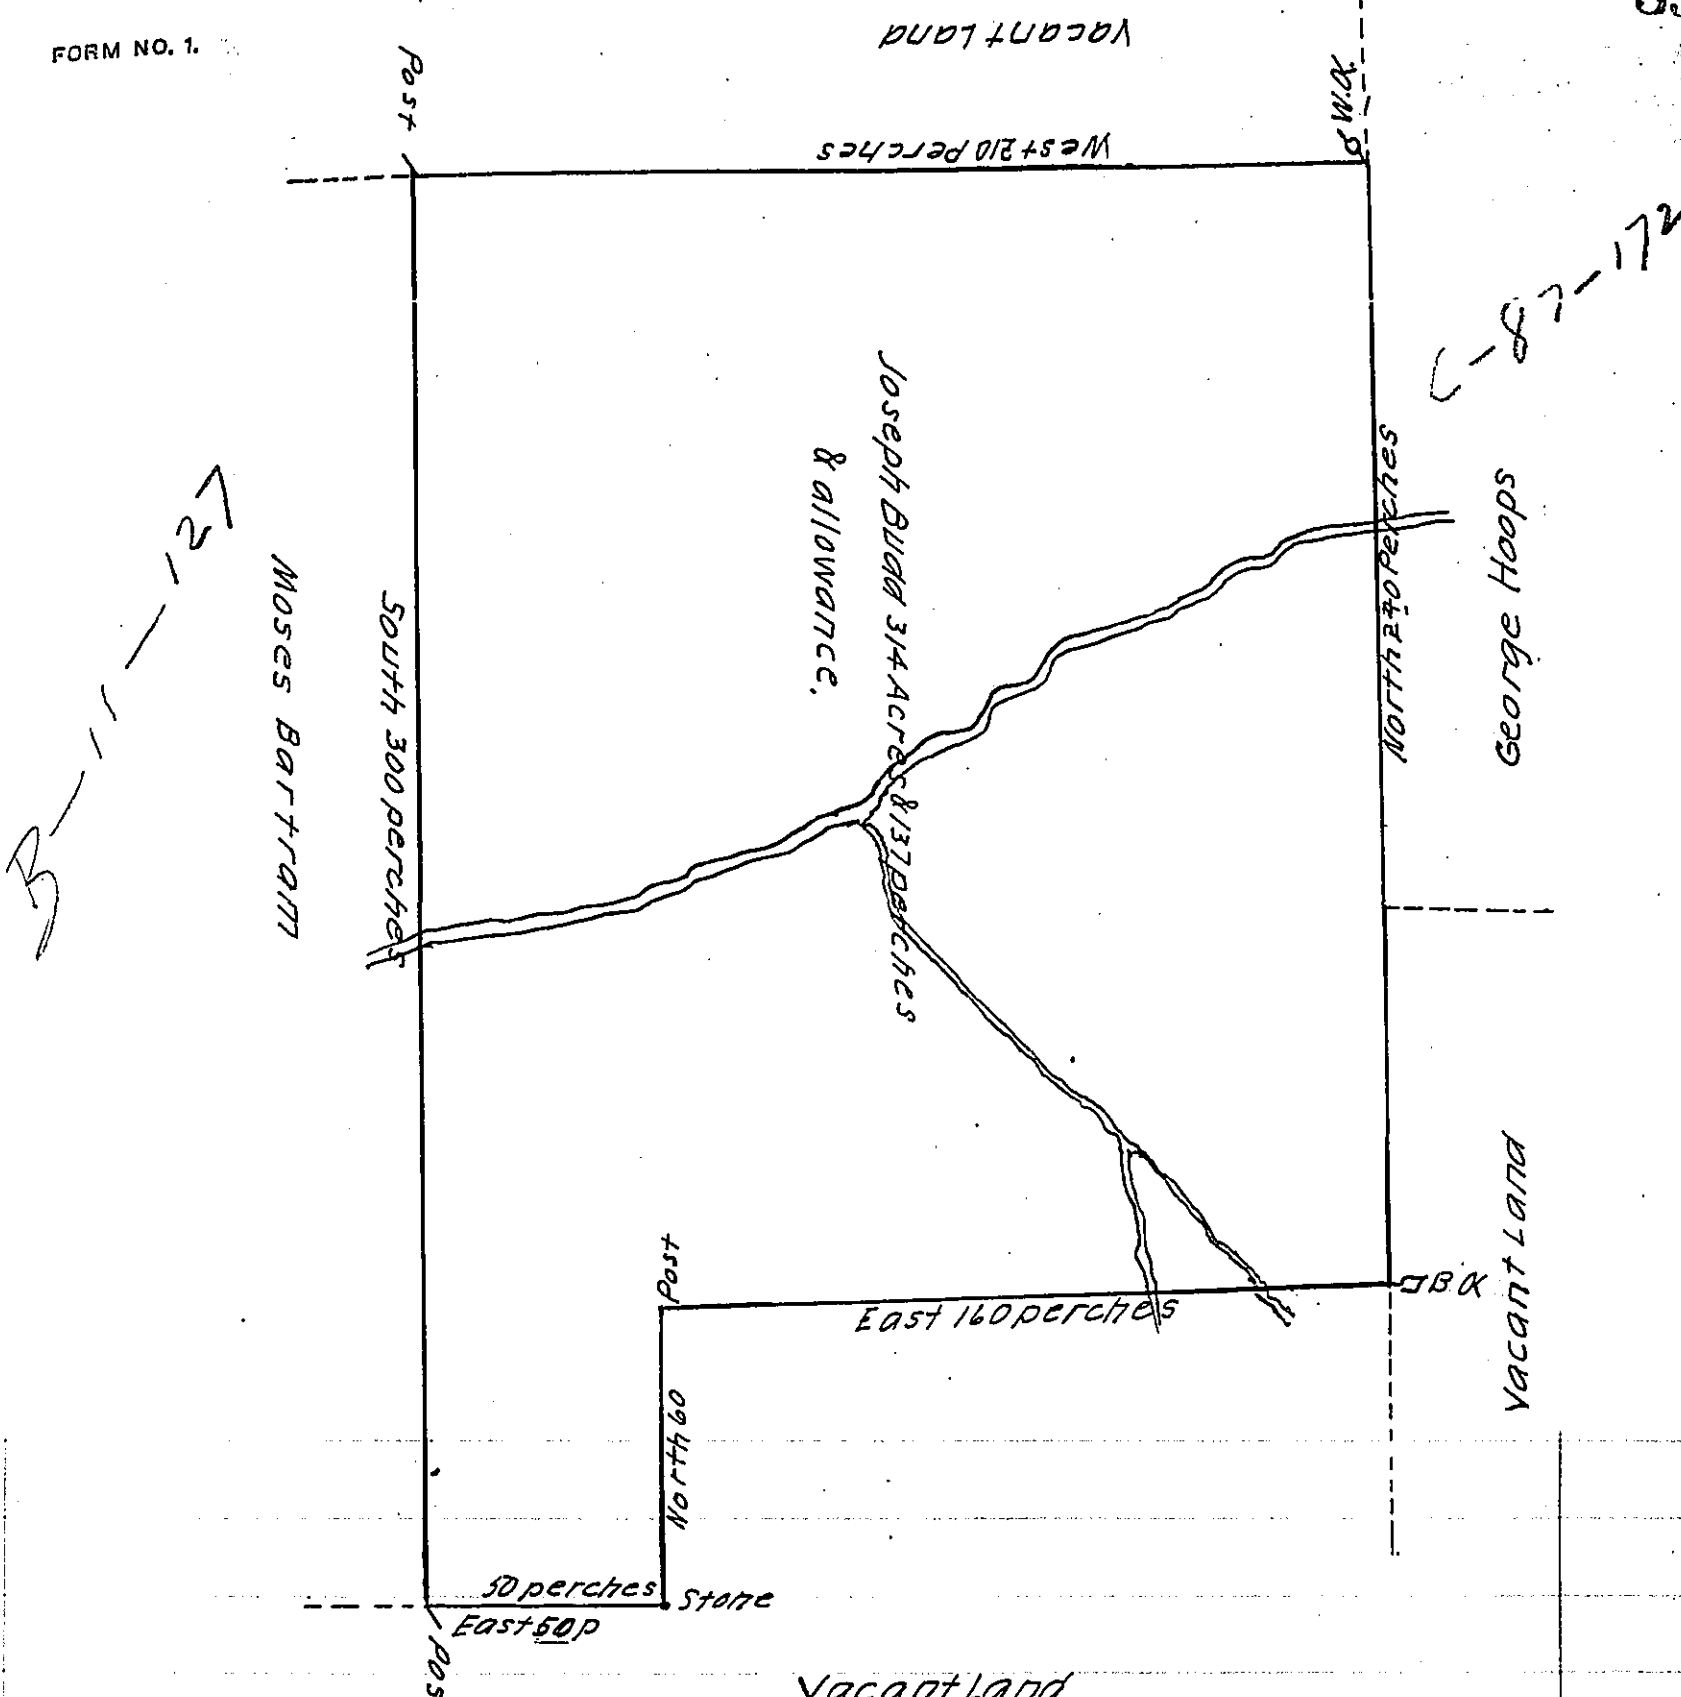 FORM NO. 1.
Vacant Land
Post
W.O.
West 210 Perches
C-87-172
B-11-127
George Hoops
North 240 Perches
Joseph Budd 314 Acres & 137 perches
& allowance.
South 300 perches
Moses Bartram
Vacant Land
B.O
Post
East 160 perches
North 60
50 perches
Stone
East 50 p
Pos
Vacant Land